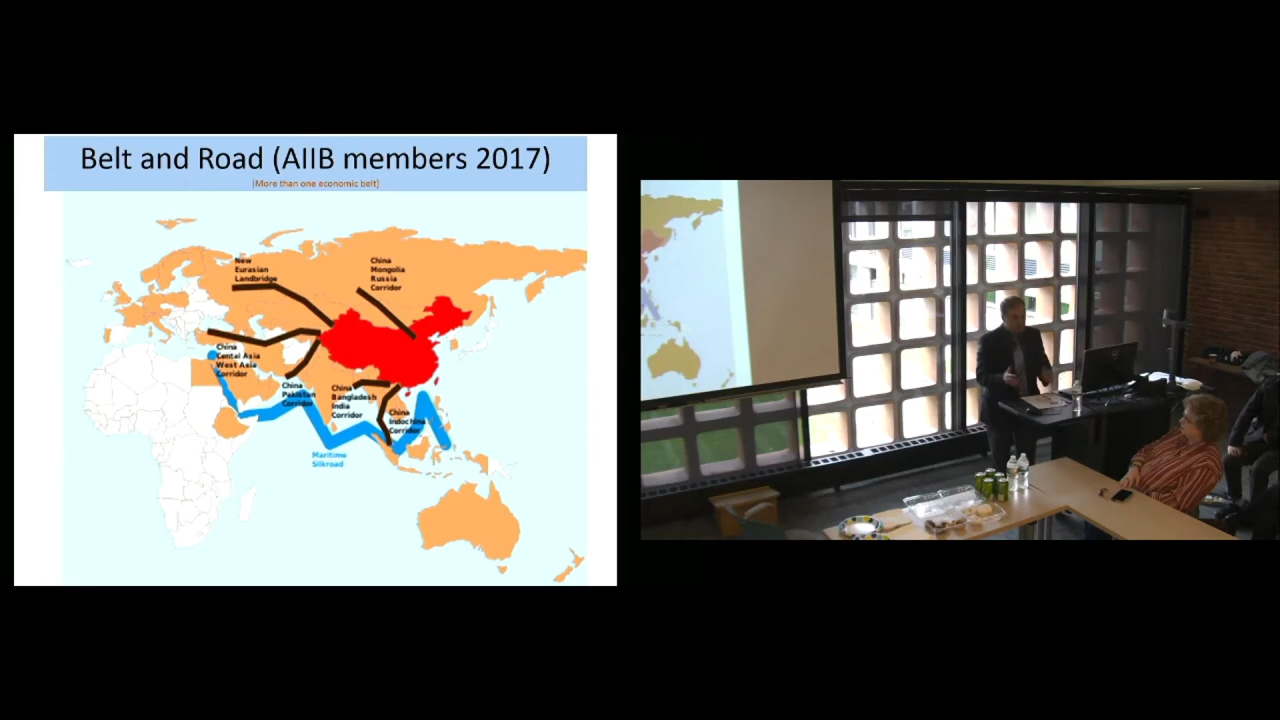 Belt and Road (AIIB members 2017)
(More than one economic belt)
New
Eurasian
Landbridge
China
Mongolia
Russia
Corridor
China
Cental Asia
West Asia
Corridor
China
Pakistan
Corridor
China
Bangladesh
India
Corridor
China
Indochina
Corridor
Maritime
Silkroad